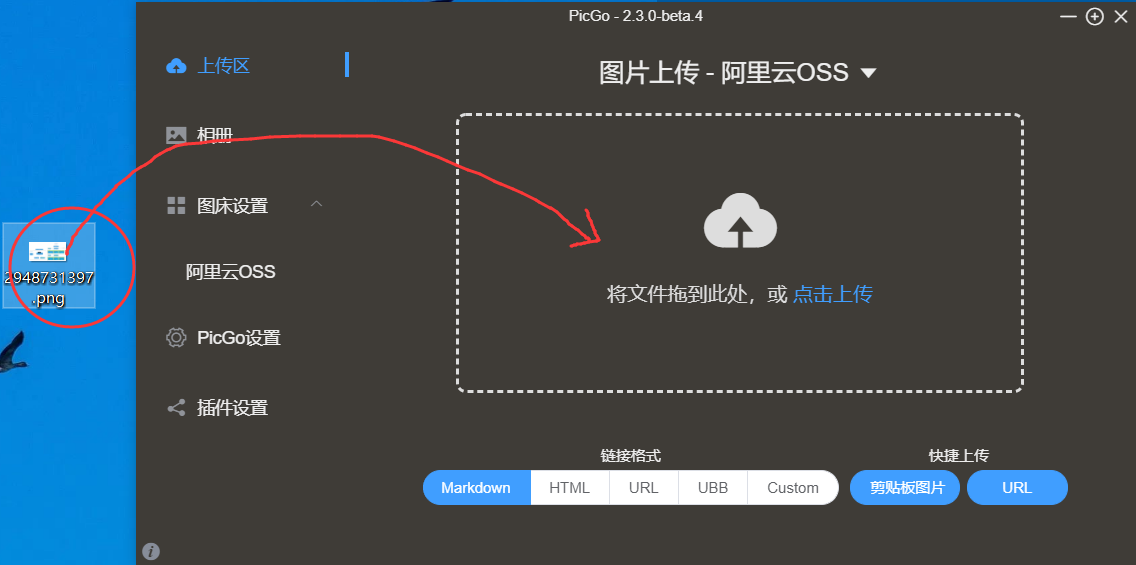 PicGo - 2.3.0-beta.4
上传区
图片上传 - 阿里云OSS
相册
图床设置
阿里云OSS
2948731397
.png
将文件拖到此处，或 点击上传
PicGo设置
插件设置
链接格式
快捷上传
Markdown
HTML
URL
UBB
Custom
剪贴板图片
URL